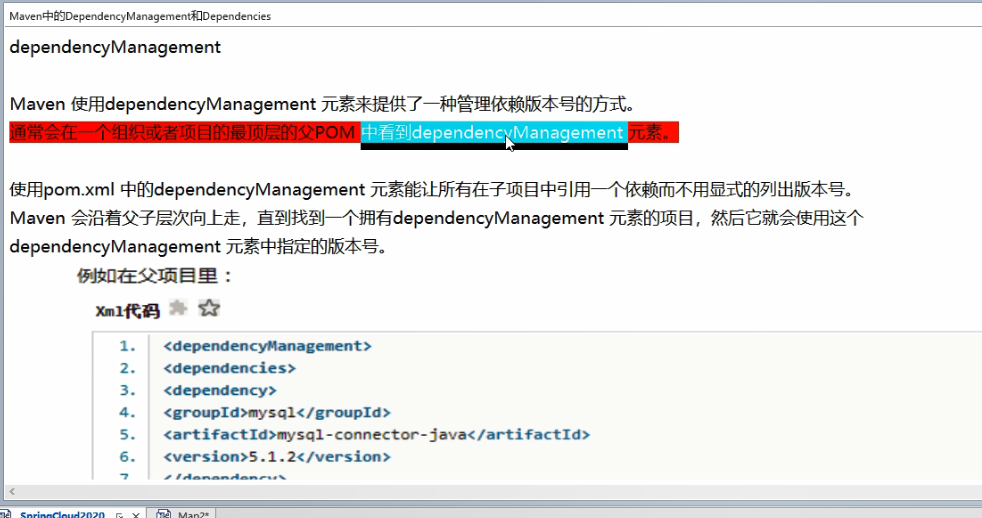 Maven中的DependencyManagement和Dependencies
dependencyManagement
Maven 使用dependencyManagement 元素来提供了一种管理依赖版本号的方式。
通常会在一个组织或者项目的最顶层的父POM 中看到dependencyManagement 元素。
使用pom.xml 中的dependencyManagement 元素能让所有在子项目中引用一个依赖而不用显式的列出版本号。
Maven 会沿着父子层次向上走，直到找到一个拥有dependencyManagement 元素的项目，然后它就会使用这个
dependencyManagement 元素中指定的版本号。
例如在父项目里：
Xml代码
1. <dependencyManagement>
2. <dependencies>
3. <dependency>
4. <groupId>mysql</groupId>
5. <artifactId>mysql-connector-java</artifactId>
6. <version>5.1.2</version>
7. </dependency>
SpringCloud2020
Map2*